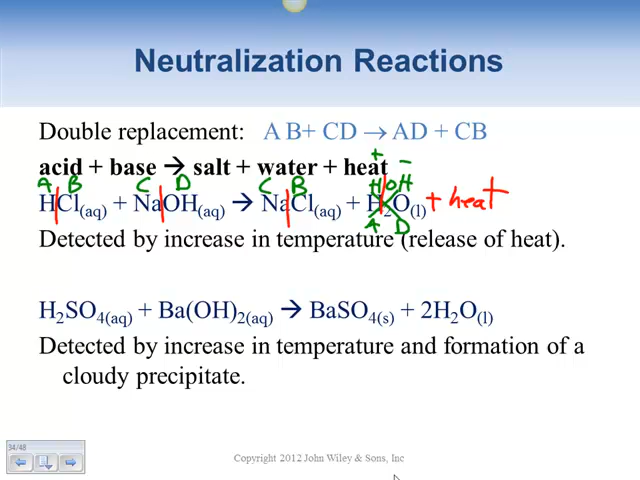 Neutralization Reactions
Double replacement: A B+ CD → AD + CB
acid + base → salt + water + heat
+ −
A B C D C B H OH
HCl(aq) + NaOH(aq) → NaCl(aq) + H₂O(l) + heat
A D
Detected by increase in temperature (release of heat).
H₂SO₄(aq) + Ba(OH)₂(aq) → BaSO₄(s) + 2H₂O(l)
Detected by increase in temperature and formation of a
cloudy precipitate.
34/48
Copyright 2012 John Wiley & Sons, Inc